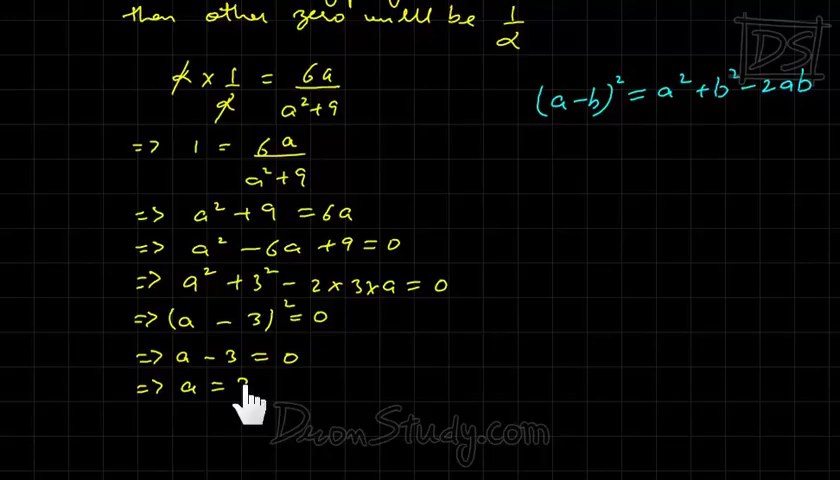 then other zero will be 1/α
DS
α × 1/α = 6a/(a²+9)
(a-b)² = a² + b² - 2ab
=> 1 = 6a/(a²+9)
=> a² + 9 = 6a
=> a² - 6a + 9 = 0
=> a² + 3² - 2 × 3 × a = 0
=> (a - 3)² = 0
=> a - 3 = 0
=> a =
DronStudy.com